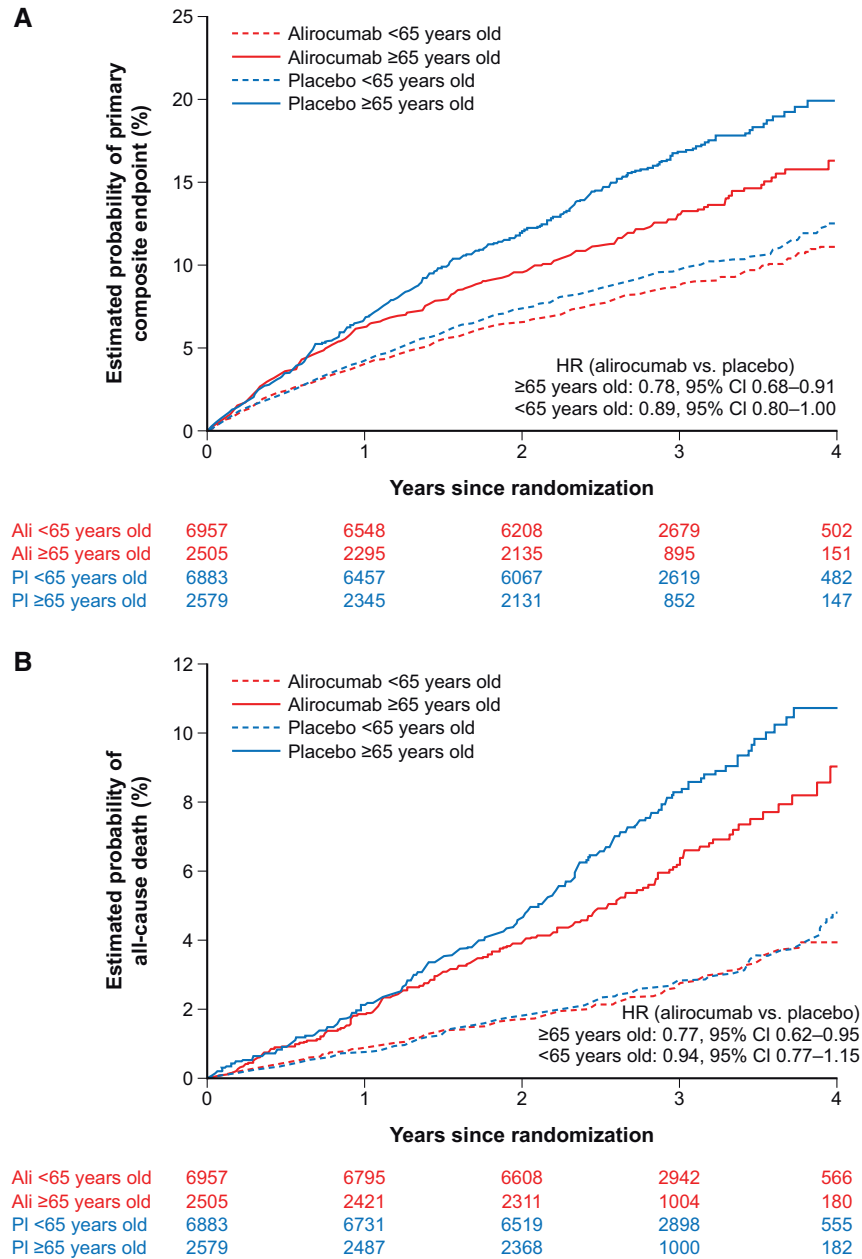 A
Estimated probability of primary
composite endpoint (%)
25
20
15
10
5
0
Alirocumab <65 years old
Alirocumab ≥65 years old
Placebo <65 years old
Placebo ≥65 years old
HR (alirocumab vs. placebo)
≥65 years old: 0.78, 95% CI 0.68–0.91
<65 years old: 0.89, 95% CI 0.80–1.00
0 1 2 3 4
Years since randomization
Ali <65 years old 6957 6548 6208 2679 502
Ali ≥65 years old 2505 2295 2135 895 151
Pl <65 years old 6883 6457 6067 2619 482
Pl ≥65 years old 2579 2345 2131 852 147
B
Estimated probability of
all-cause death (%)
12
10
8
6
4
2
0
Alirocumab <65 years old
Alirocumab ≥65 years old
Placebo <65 years old
Placebo ≥65 years old
HR (alirocumab vs. placebo)
≥65 years old: 0.77, 95% CI 0.62–0.95
<65 years old: 0.94, 95% CI 0.77–1.15
0 1 2 3 4
Years since randomization
Ali <65 years old 6957 6795 6608 2942 566
Ali ≥65 years old 2505 2421 2311 1004 180
Pl <65 years old 6883 6731 6519 2898 555
Pl ≥65 years old 2579 2487 2368 1000 182